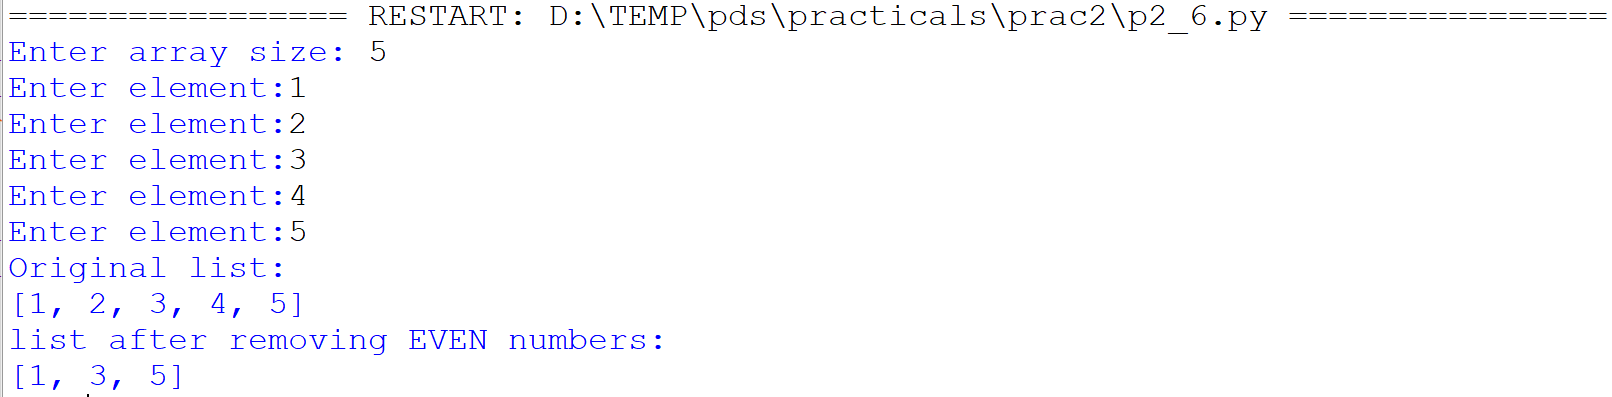 ================= RESTART: D:\TEMP\pds\practicals\prac2\p2_6.py ================
Enter array size: 5
Enter element:1
Enter element:2
Enter element:3
Enter element:4
Enter element:5
Original list:
[1, 2, 3, 4, 5]
list after removing EVEN numbers:
[1, 3, 5]